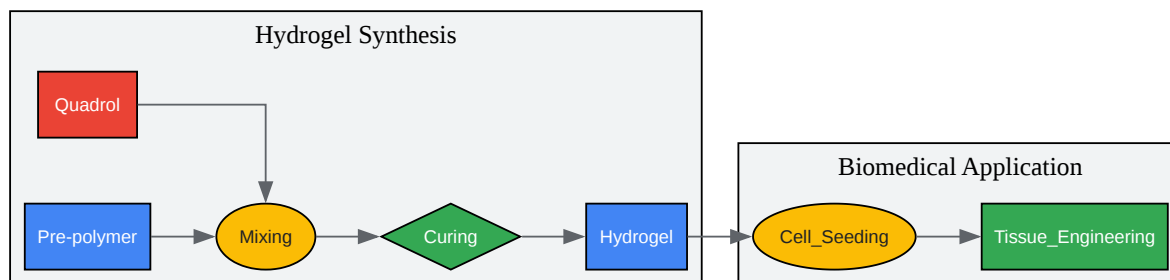 Hydrogel Synthesis
Quadrol
Pre-polymer
Mixing
Curing
Hydrogel
Biomedical Application
Cell_Seeding
Tissue_Engineering